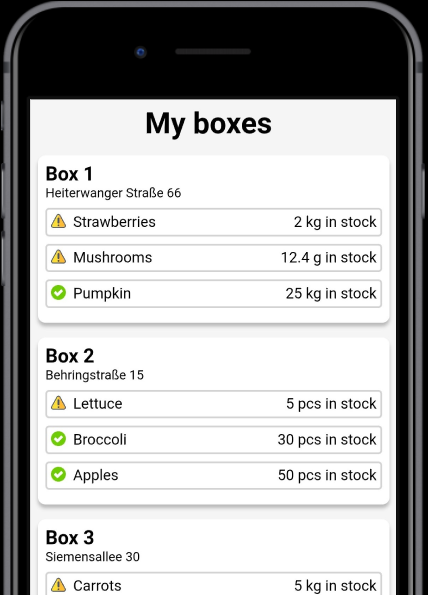 My boxes
Box 1
Heiterwanger Straße 66
Strawberries 2 kg in stock
Mushrooms 12.4 g in stock
Pumpkin 25 kg in stock
Box 2
Behringstraße 15
Lettuce 5 pcs in stock
Broccoli 30 pcs in stock
Apples 50 pcs in stock
Box 3
Siemensallee 30
Carrots 5 kg in stock